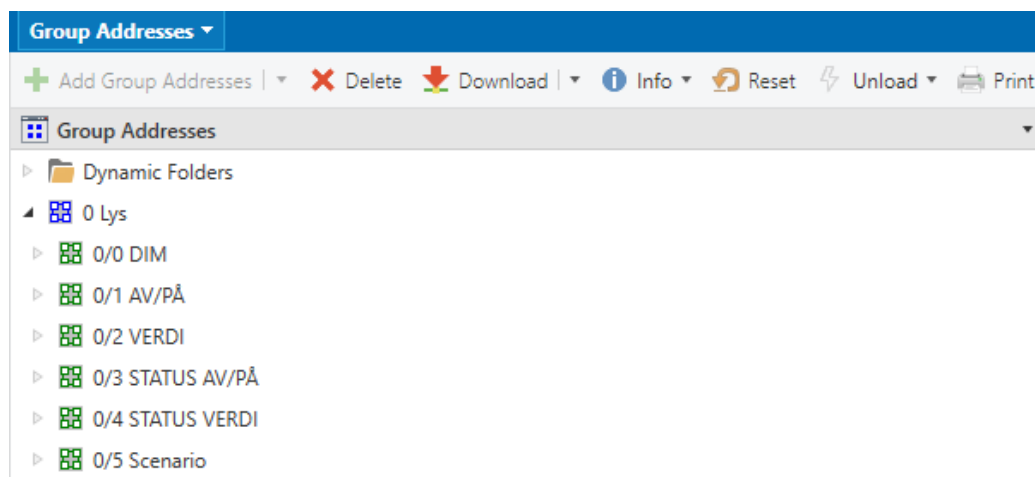 Group Addresses
Add Group Addresses Delete Download Info Reset Unload Print
Group Addresses
Dynamic Folders
0 Lys
0/0 DIM
0/1 AV/PÅ
0/2 VERDI
0/3 STATUS AV/PÅ
0/4 STATUS VERDI
0/5 Scenario